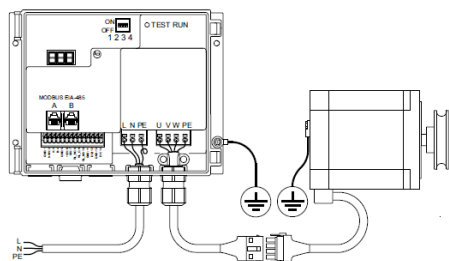 ON
OFF
1 2 3 4
TEST RUN
MODBUS EIA-485
A B
L N PE U V W PE
L
N
PE